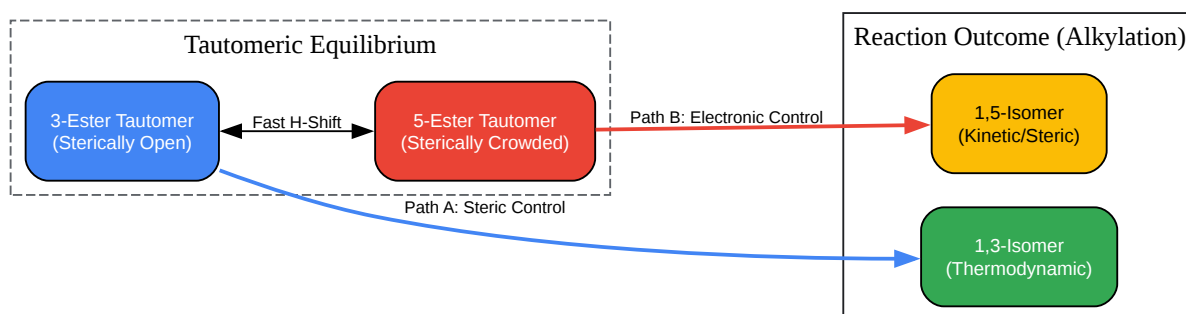 Tautomeric Equilibrium
3-Ester Tautomer
(Sterically Open)
Fast H-Shift
5-Ester Tautomer
(Sterically Crowded)
Path B: Electronic Control
Path A: Steric Control
Reaction Outcome (Alkylation)
1,5-Isomer
(Kinetic/Steric)
1,3-Isomer
(Thermodynamic)